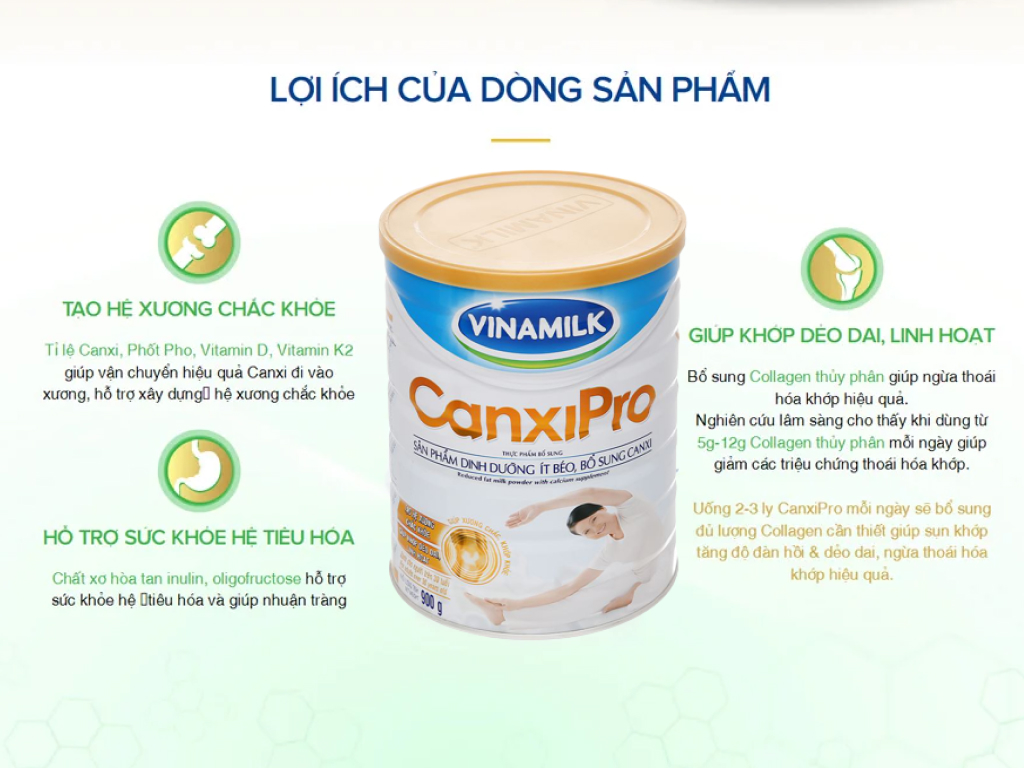 LỢI ÍCH CỦA DÒNG SẢN PHẨM
TẠO HỆ XƯƠNG CHẮC KHỎE
Tỉ lệ Canxi, Phốt Pho, Vitamin D, Vitamin K2
giúp vận chuyển hiệu quả Canxi đi vào
xương, hỗ trợ xây dựng▯ hệ xương chắc khỏe
HỖ TRỢ SỨC KHỎE HỆ TIÊU HÓA
Chất xơ hòa tan inulin, oligofructose hỗ trợ
sức khỏe hệ ▯tiêu hóa và giúp nhuận tràng
VINAMILK
VINAMILK
CanxiPro
THỰC PHẨM BỔ SUNG
SẢN PHẨM DINH DƯỠNG ÍT BÉO, BỔ SUNG CANXI
Reduced fat milk powder with calcium supplement
GIÚP XƯƠNG CHẮC, KHỚP KHỎE
900 g
GIÚP KHỚP DẺO DAI, LINH HOẠT
Bổ sung Collagen thủy phân giúp ngừa thoái
hóa khớp hiệu quả.
Nghiên cứu lâm sàng cho thấy khi dùng từ
5g-12g Collagen thủy phân mỗi ngày giúp
giảm các triệu chứng thoái hóa khớp.
Uống 2-3 ly CanxiPro mỗi ngày sẽ bổ sung
đủ lượng Collagen cần thiết giúp sụn khớp
tăng độ đàn hồi & dẻo dai, ngừa thoái hóa
khớp hiệu quả.